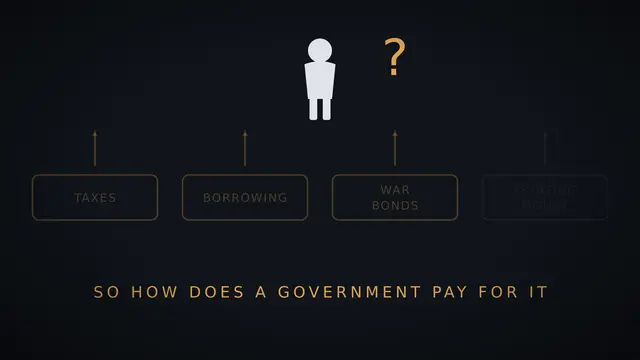 ?
TAXES
BORROWING
WAR
BONDS
SO HOW DOES A GOVERNMENT PAY FOR IT